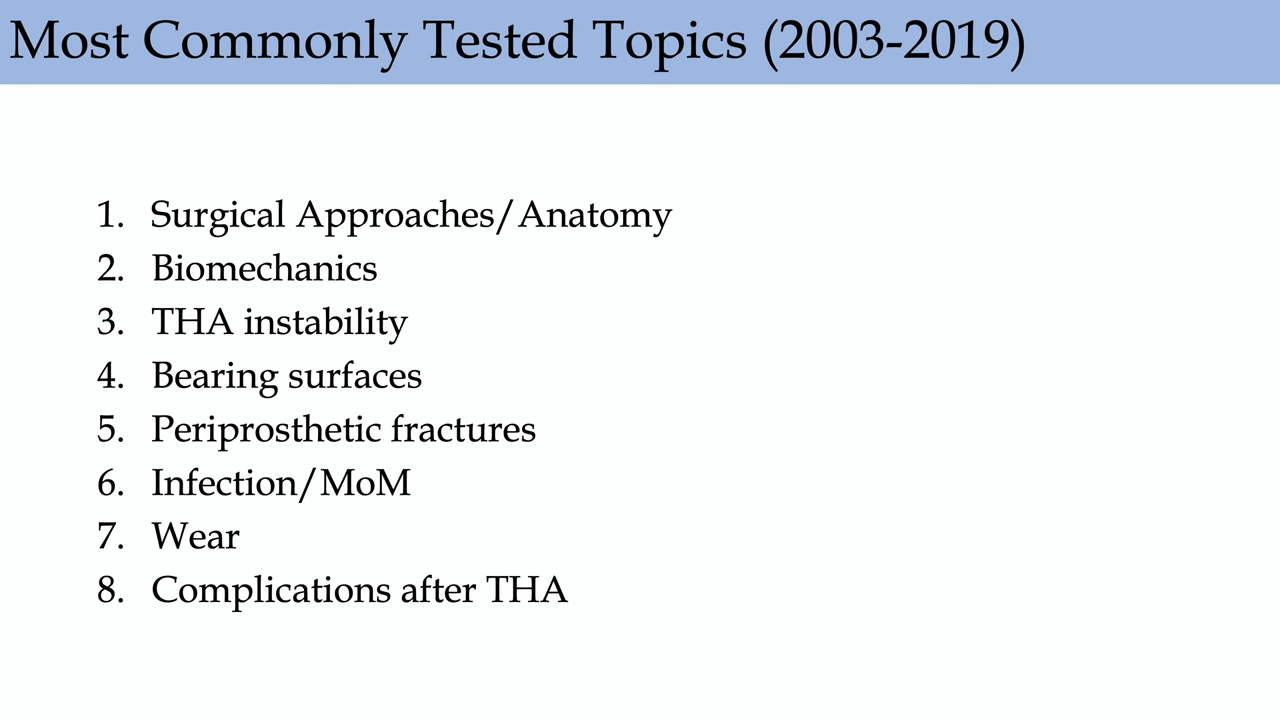 Most Commonly Tested Topics (2003-2019)
1. Surgical Approaches/Anatomy
2. Biomechanics
3. THA instability
4. Bearing surfaces
5. Periprosthetic fractures
6. Infection/MoM
7. Wear
8. Complications after THA